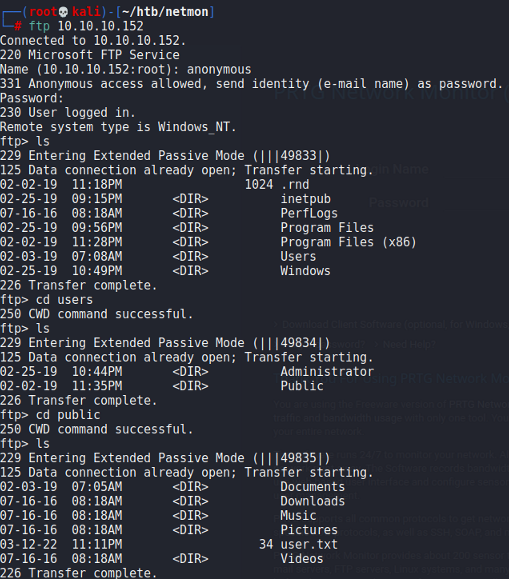 ┌──(root💀kali)-[~/htb/netmon]
└─# ftp 10.10.10.152
Connected to 10.10.10.152.
220 Microsoft FTP Service
Name (10.10.10.152:root): anonymous
331 Anonymous access allowed, send identity (e-mail name) as password.
Password:
230 User logged in.
Remote system type is Windows_NT.
ftp> ls
229 Entering Extended Passive Mode (|||49833|)
125 Data connection already open; Transfer starting.
02-02-19  11:18PM                 1024 .rnd
02-25-19  09:15PM       <DIR>          inetpub
07-16-16  08:18AM       <DIR>          PerfLogs
02-25-19  09:56PM       <DIR>          Program Files
02-02-19  11:28PM       <DIR>          Program Files (x86)
02-03-19  07:08AM       <DIR>          Users
02-25-19  10:49PM       <DIR>          Windows
226 Transfer complete.
ftp> cd users
250 CWD command successful.
ftp> ls
229 Entering Extended Passive Mode (|||49834|)
125 Data connection already open; Transfer starting.
02-25-19  10:44PM       <DIR>          Administrator
02-02-19  11:35PM       <DIR>          Public
226 Transfer complete.
ftp> cd public
250 CWD command successful.
ftp> ls
229 Entering Extended Passive Mode (|||49835|)
125 Data connection already open; Transfer starting.
02-03-19  07:05AM       <DIR>          Documents
07-16-16  08:18AM       <DIR>          Downloads
07-16-16  08:18AM       <DIR>          Music
07-16-16  08:18AM       <DIR>          Pictures
03-12-22  11:11PM                   34 user.txt
07-16-16  08:18AM       <DIR>          Videos
226 Transfer complete.